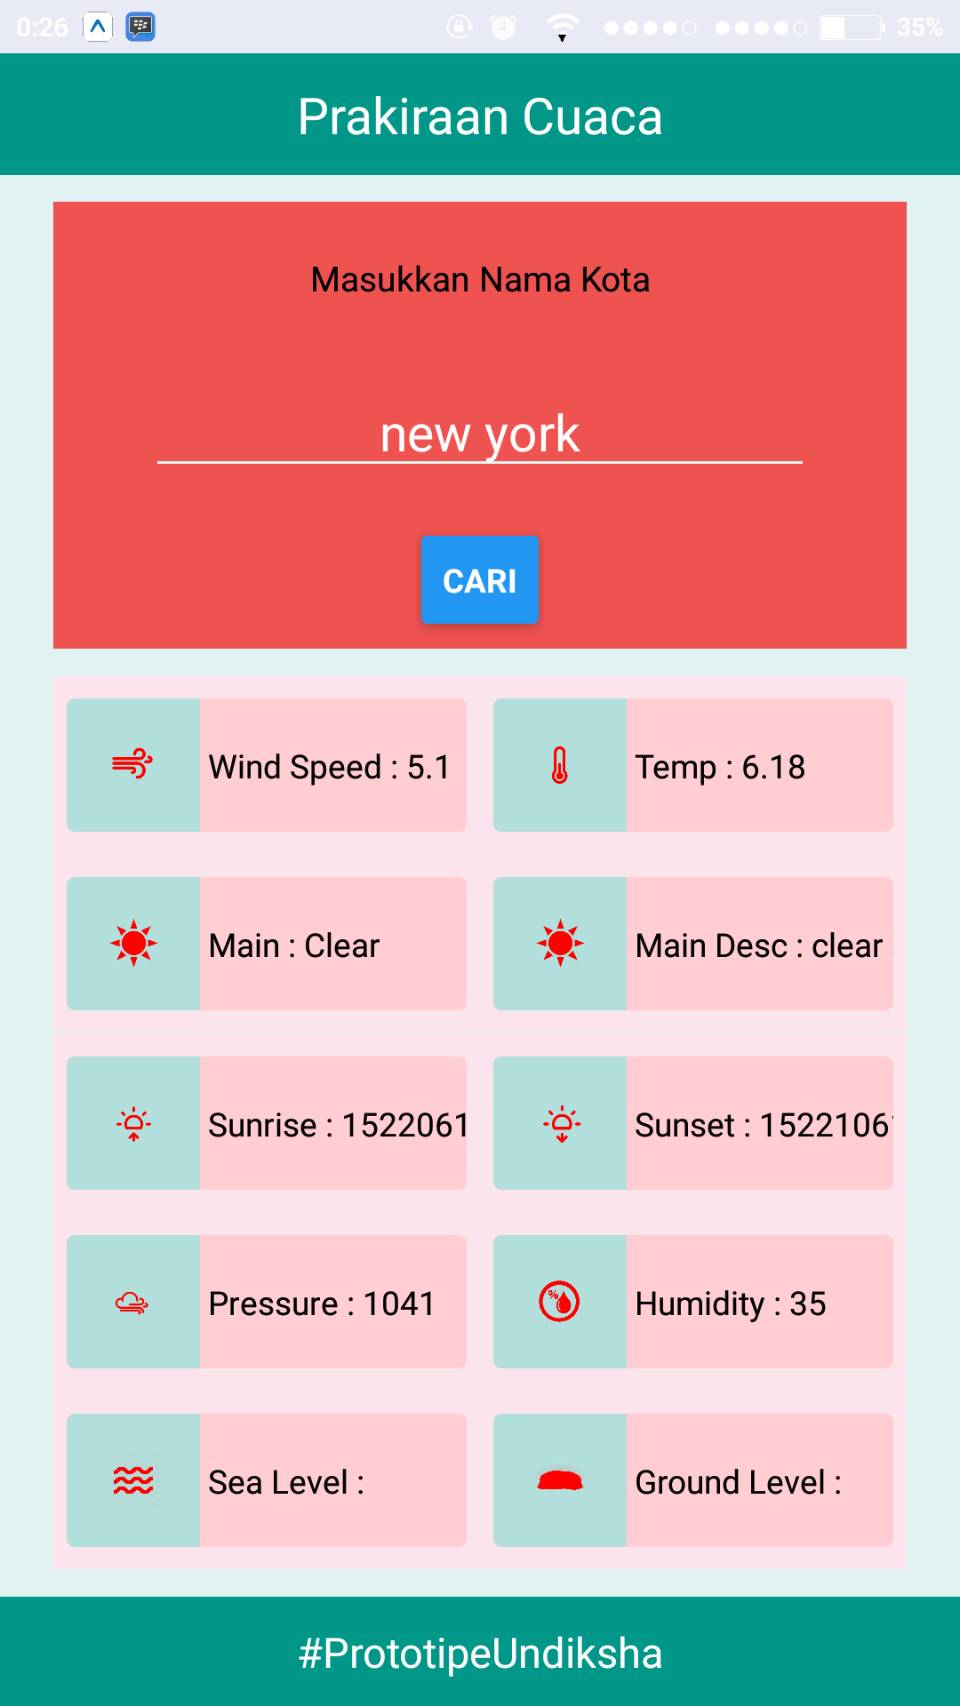 0:26 35%
Prakiraan Cuaca
Masukkan Nama Kota
new york
CARI
Wind Speed : 5.1
Temp : 6.18
Main : Clear
Main Desc : clear
Sunrise : 1522061
Sunset : 15221061
Pressure : 1041
Humidity : 35
Sea Level :
Ground Level :
#PrototipeUndiksha